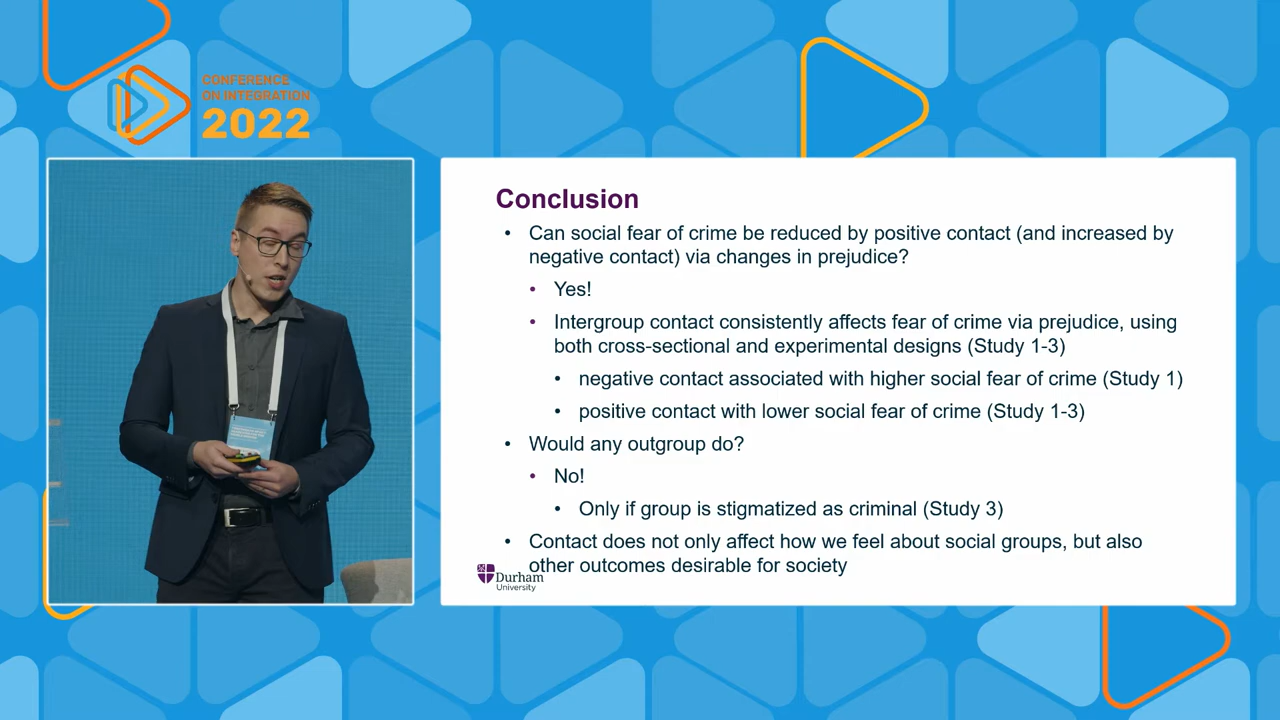 CONFERENCE
ON INTEGRATION
2022
Conclusion
• Can social fear of crime be reduced by positive contact (and increased by
negative contact) via changes in prejudice?
• Yes!
• Intergroup contact consistently affects fear of crime via prejudice, using
both cross-sectional and experimental designs (Study 1-3)
• negative contact associated with higher social fear of crime (Study 1)
• positive contact with lower social fear of crime (Study 1-3)
• Would any outgroup do?
• No!
• Only if group is stigmatized as criminal (Study 3)
• Contact does not only affect how we feel about social groups, but also
other outcomes desirable for society
Durham
University